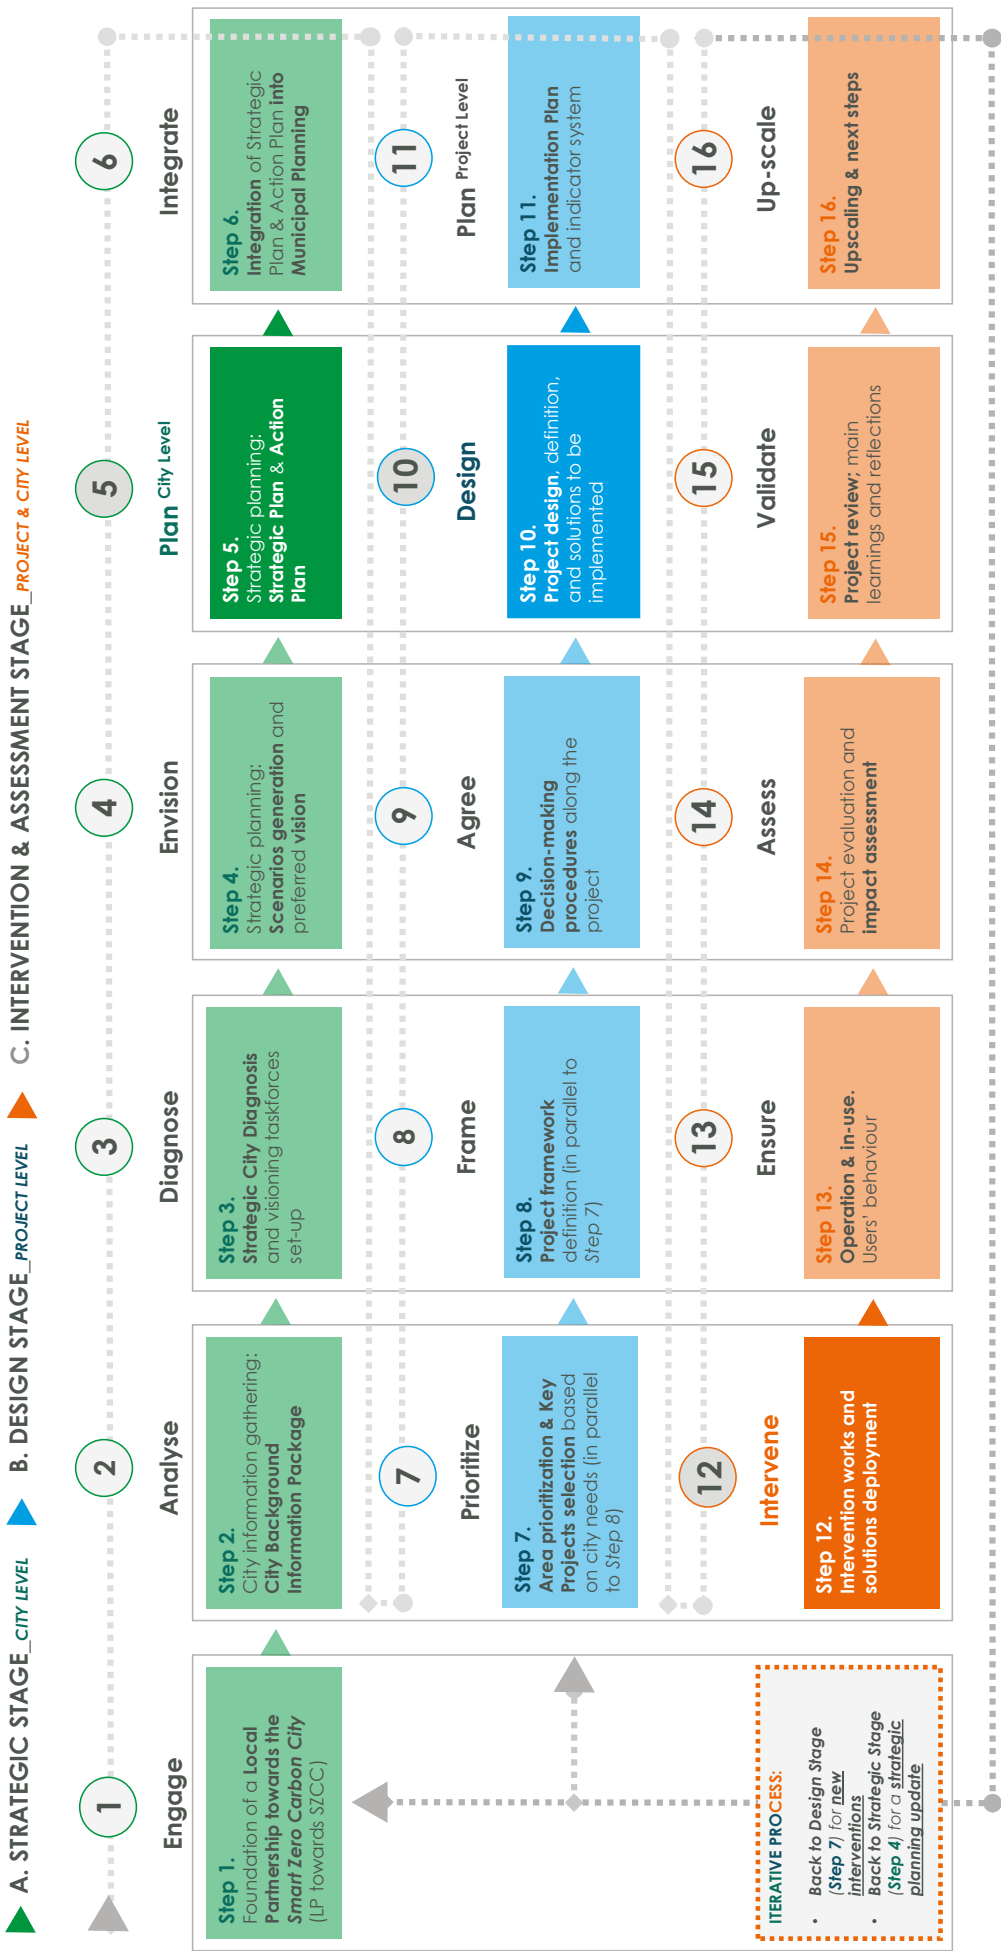 A. STRATEGIC STAGE_CITY LEVEL
B. DESIGN STAGE_PROJECT LEVEL
C. INTERVENTION & ASSESSMENT STAGE_PROJECT & CITY LEVEL
1
Engage
Step 1.
Foundation of a Local
Partnership towards the
Smart Zero Carbon City
(LP towards SZCC)
2
Analyse
Step 2.
City information gathering:
City Background
Information Package
3
Diagnose
Step 3.
Strategic City Diagnosis
and visioning taskforces
set-up
4
Envision
Step 4.
Strategic planning:
Scenarios generation and
preferred vision
5
Plan City Level
Step 5.
Strategic planning:
Strategic Plan & Action
Plan
6
Integrate
Step 6.
Integration of Strategic
Plan & Action Plan into
Municipal Planning
7
Prioritize
Step 7.
Area prioritization & Key
Projects selection based
on city needs (in parallel
to Step 8)
8
Frame
Step 8.
Project framework
definition (in parallel to
Step 7)
9
Agree
Step 9.
Decision-making
procedures along the
project
10
Design
Step 10.
Project design, definition,
and solutions to be
implemented
11
Plan Project Level
Step 11.
Implementation Plan
and indicator system
12
Intervene
Step 12.
Intervention works and
solutions deployment
13
Ensure
Step 13.
Operation & in-use.
Users' behaviour
14
Assess
Step 14.
Project evaluation and
impact assessment
15
Validate
Step 15.
Project review; main
learnings and reflections
16
Up-scale
Step 16.
Upscaling & next steps
ITERATIVE PROCESS:
• Back to Design Stage
(Step 7) for new
interventions
• Back to Strategic Stage
(Step 4) for a strategic
planning update